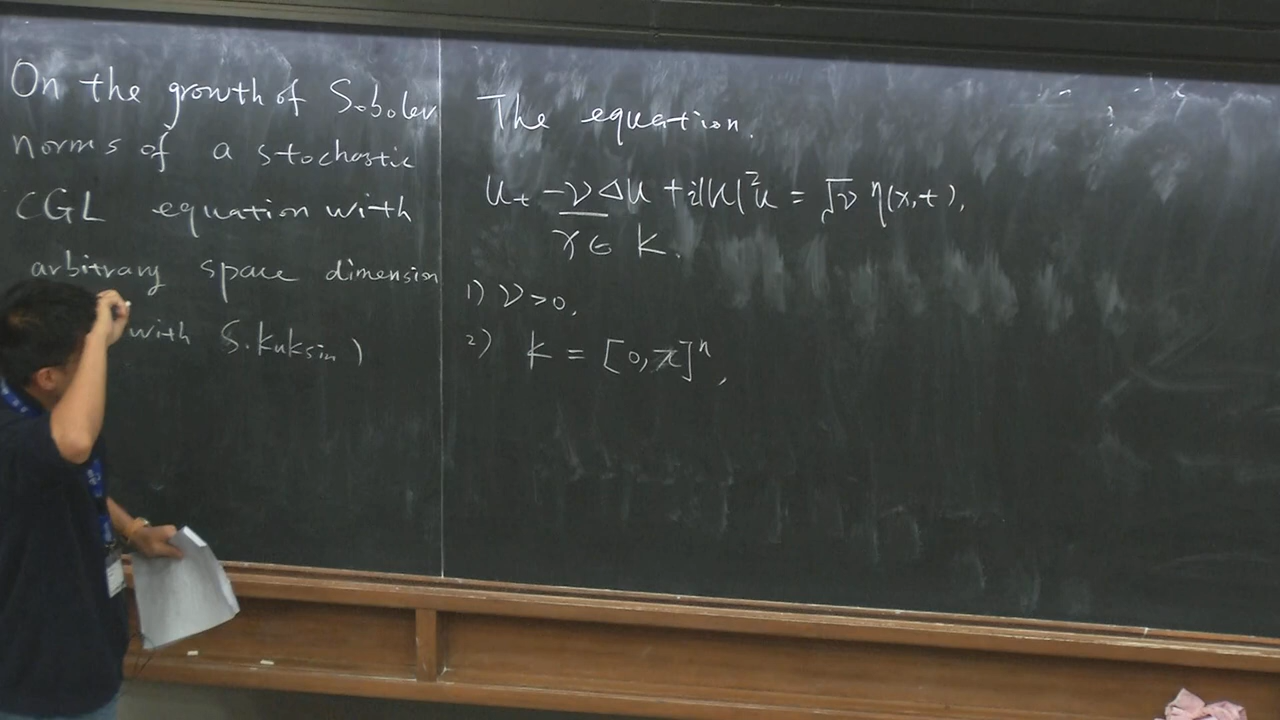 On the growth of Sobolev
norms of a stochastic
CGL equation with
arbitrary space dimension
with S. Kuksin)
The equation.
u_t - ν Δu + i|u|²u = √ν η(x,t),
x ∈ K.
1) ν > 0,
2) K = [0, π]ⁿ,